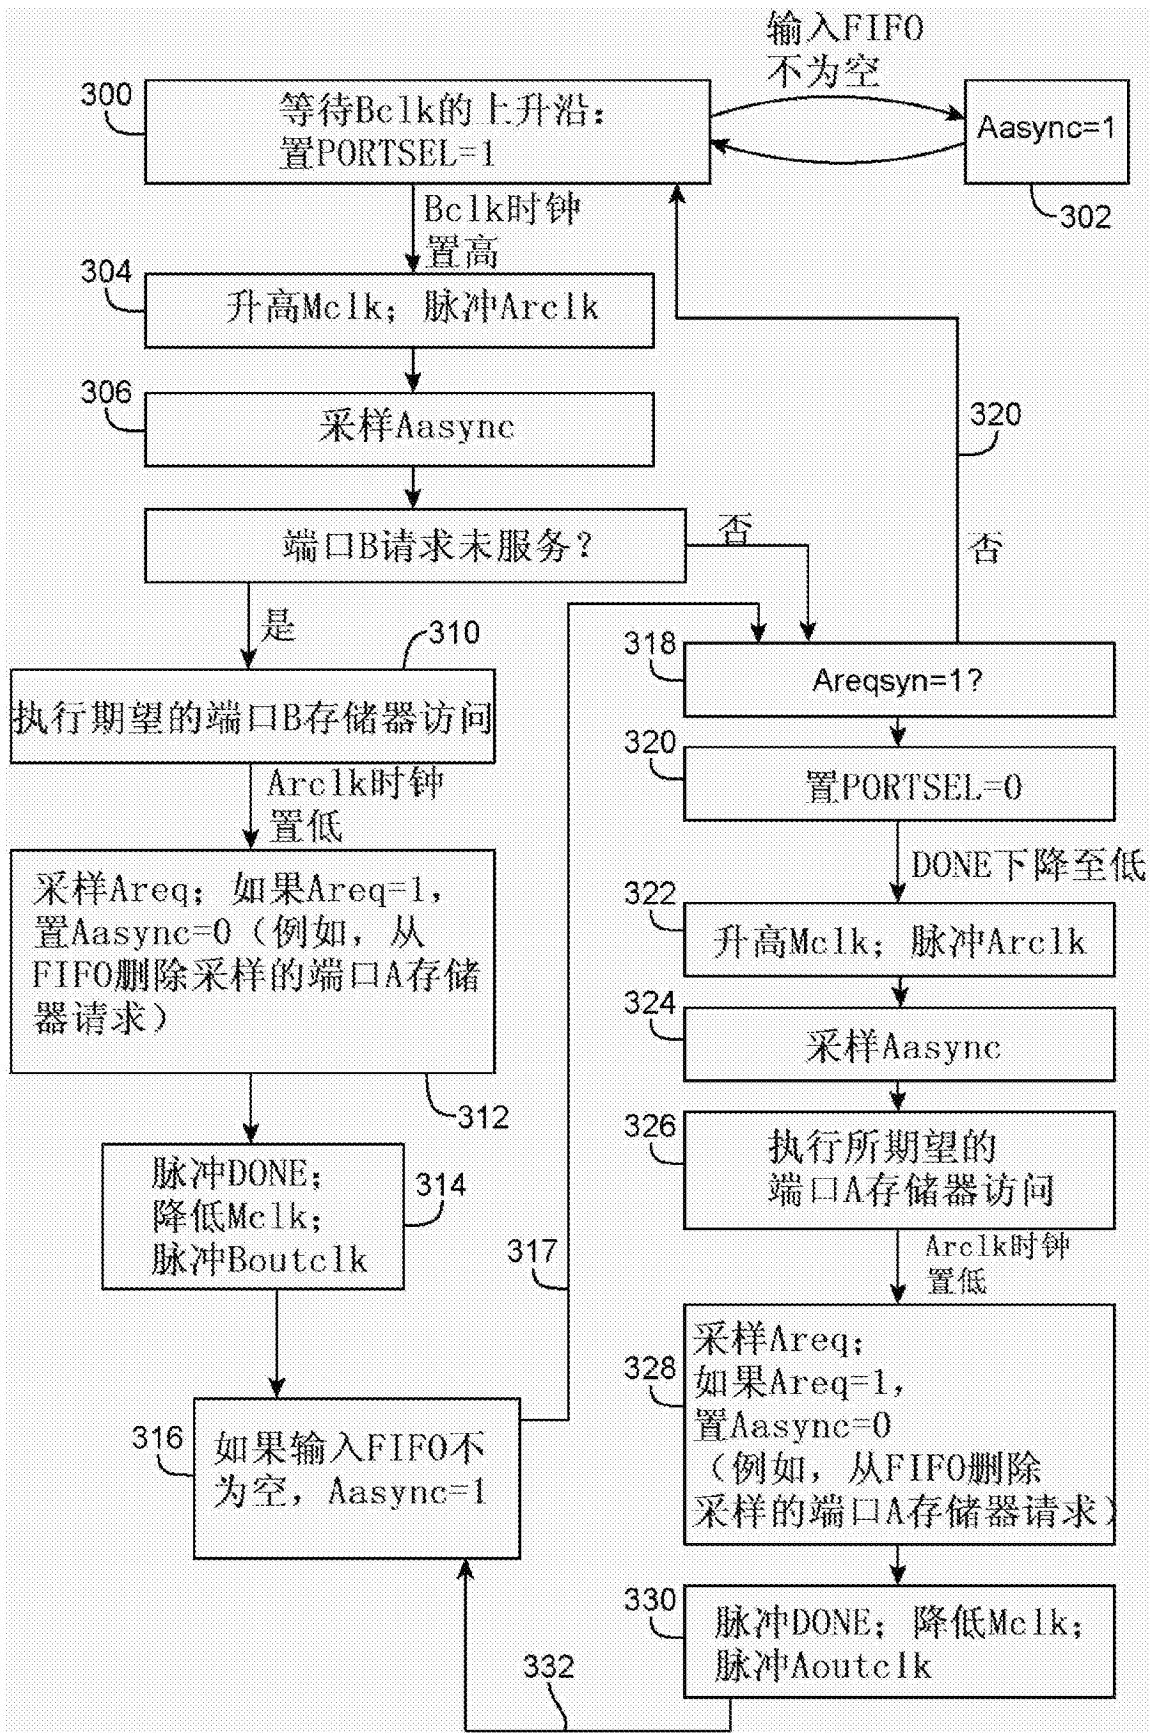 输入FIFO
不为空
300
等待Bclk的上升沿:
置PORTSEL=1
Aasync=1
302
Bclk时钟
置高
304
升高Mclk; 脉冲Arclk
306
采样Aasync
320
端口B请求未服务?
否
否
是
310
执行期望的端口B存储器访问
318
Areqsyn=1?
320
置PORTSEL=0
Arclk时钟
置低
DONE下降至低
采样Areq; 如果Areq=1,
置Aasync=0 (例如, 从
FIFO删除采样的端口A存储
器请求)
312
322
升高Mclk; 脉冲Arclk
324
采样Aasync
326
执行所期望的
端口A存储器访问
脉冲DONE;
降低Mclk;
脉冲Boutclk
314
317
Arclk时钟
置低
328
采样Areq;
如果Areq=1,
置Aasync=0
(例如, 从FIFO删除
采样的端口A存储器请求)
316
如果输入FIFO不
为空, Aasync=1
330
脉冲DONE; 降低Mclk;
脉冲Aoutclk
332